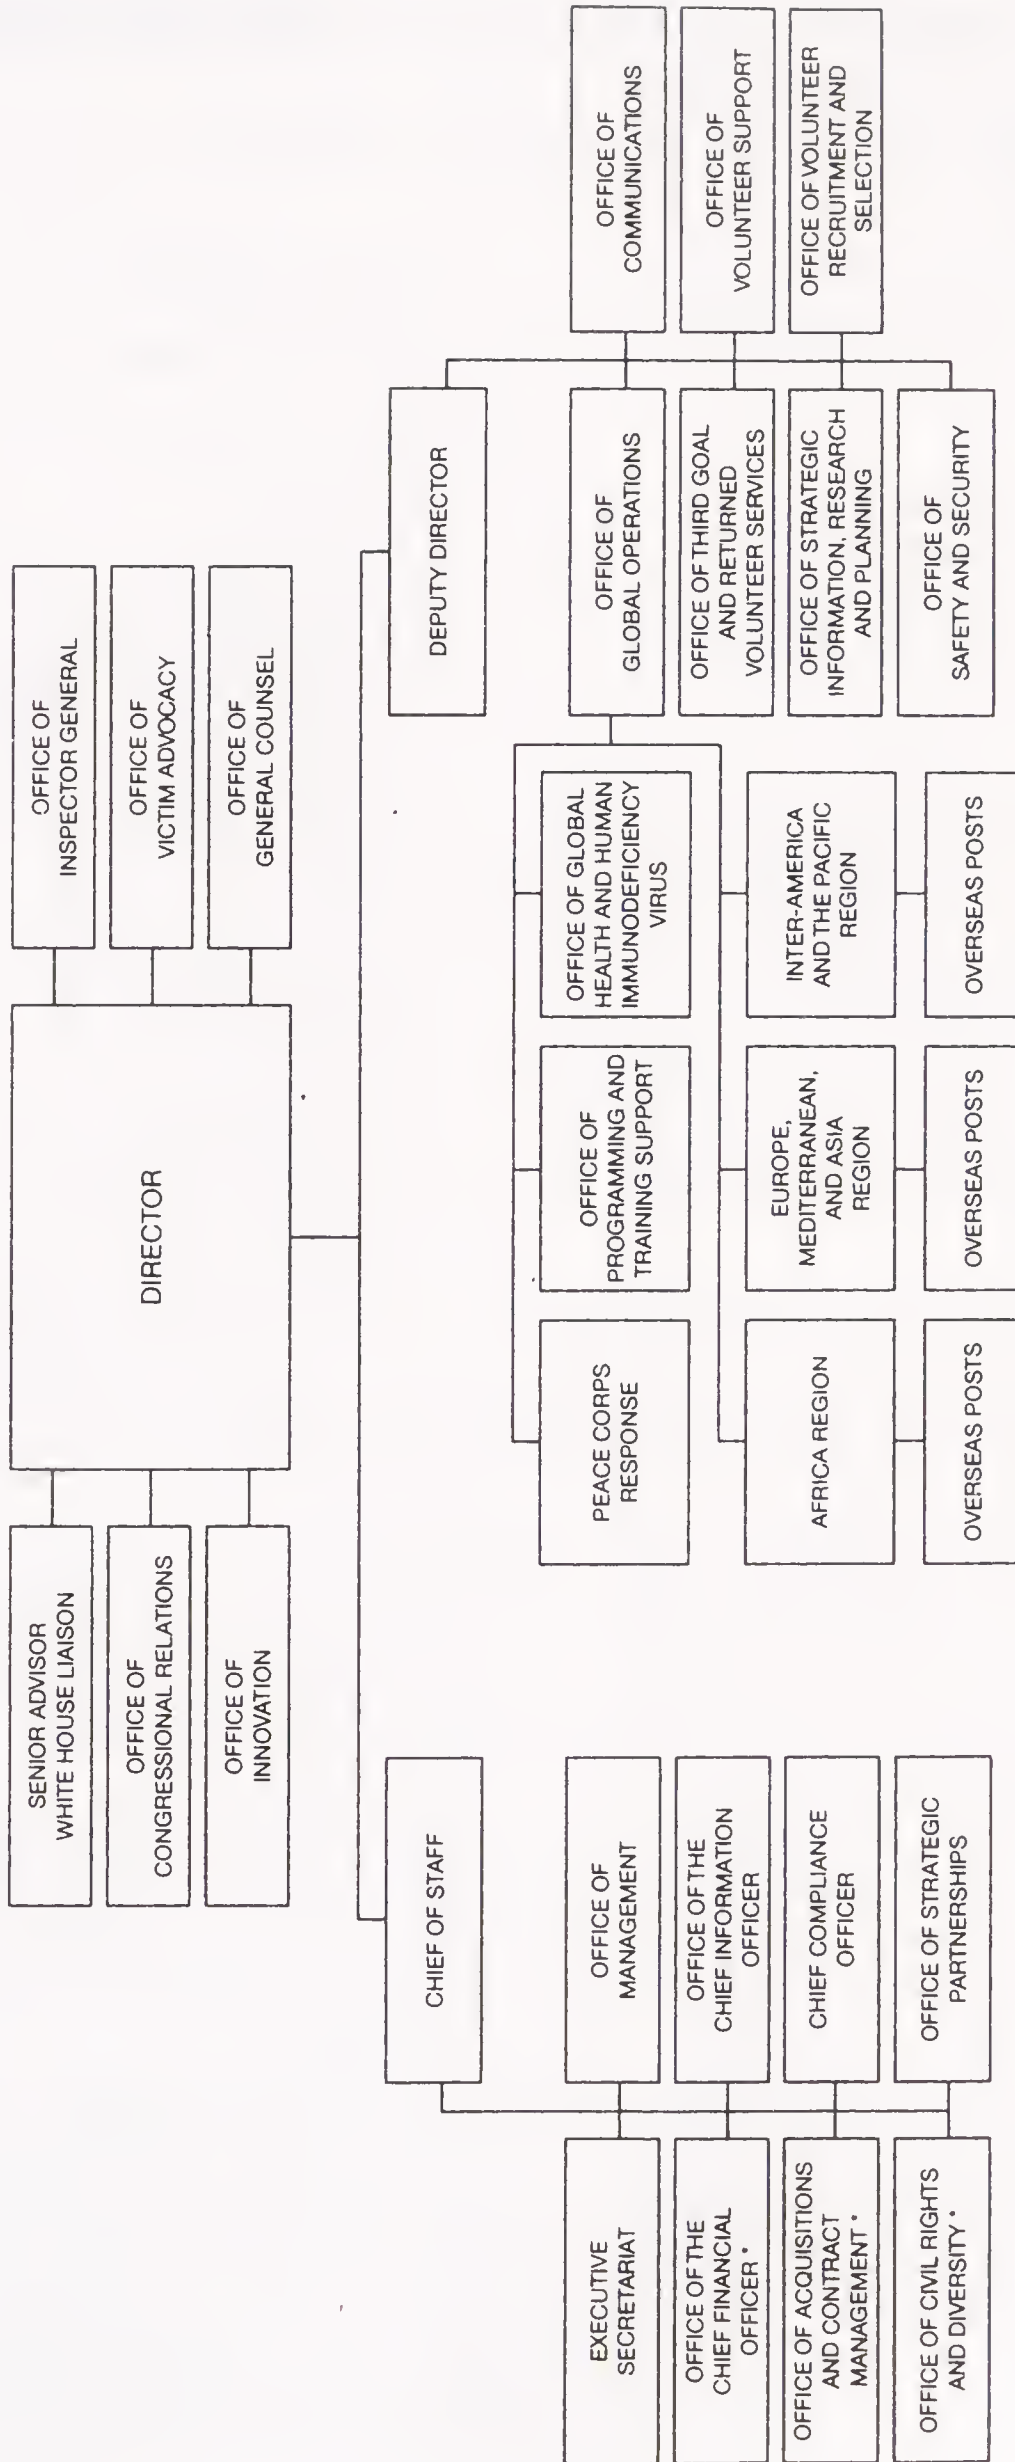 DIRECTOR
SENIOR ADVISOR
WHITE HOUSE LIAISON
OFFICE OF
CONGRESSIONAL RELATIONS
OFFICE OF
INNOVATION
OFFICE OF
INSPECTOR GENERAL
OFFICE OF
VICTIM ADVOCACY
OFFICE OF
GENERAL COUNSEL
CHIEF OF STAFF
EXECUTIVE
SECRETARIAT
OFFICE OF
MANAGEMENT
OFFICE OF THE
CHIEF FINANCIAL
OFFICER *
OFFICE OF THE
CHIEF INFORMATION
OFFICER
OFFICE OF ACQUISITIONS
AND CONTRACT
MANAGEMENT *
CHIEF COMPLIANCE
OFFICER
OFFICE OF CIVIL RIGHTS
AND DIVERSITY *
OFFICE OF STRATEGIC
PARTNERSHIPS
DEPUTY DIRECTOR
OFFICE OF
GLOBAL OPERATIONS
OFFICE OF
COMMUNICATIONS
OFFICE OF THIRD GOAL
AND RETURNED
VOLUNTEER SERVICES
OFFICE OF
VOLUNTEER SUPPORT
OFFICE OF STRATEGIC
INFORMATION, RESEARCH
AND PLANNING
OFFICE OF VOLUNTEER
RECRUITMENT AND
SELECTION
OFFICE OF
SAFETY AND SECURITY
PEACE CORPS
RESPONSE
OFFICE OF
PROGRAMMING AND
TRAINING SUPPORT
OFFICE OF GLOBAL
HEALTH AND HUMAN
IMMUNODEFICIENCY
VIRUS
AFRICA REGION
EUROPE,
MEDITERRANEAN,
AND ASIA
REGION
INTER-AMERICA
AND THE PACIFIC
REGION
OVERSEAS POSTS
OVERSEAS POSTS
OVERSEAS POSTS